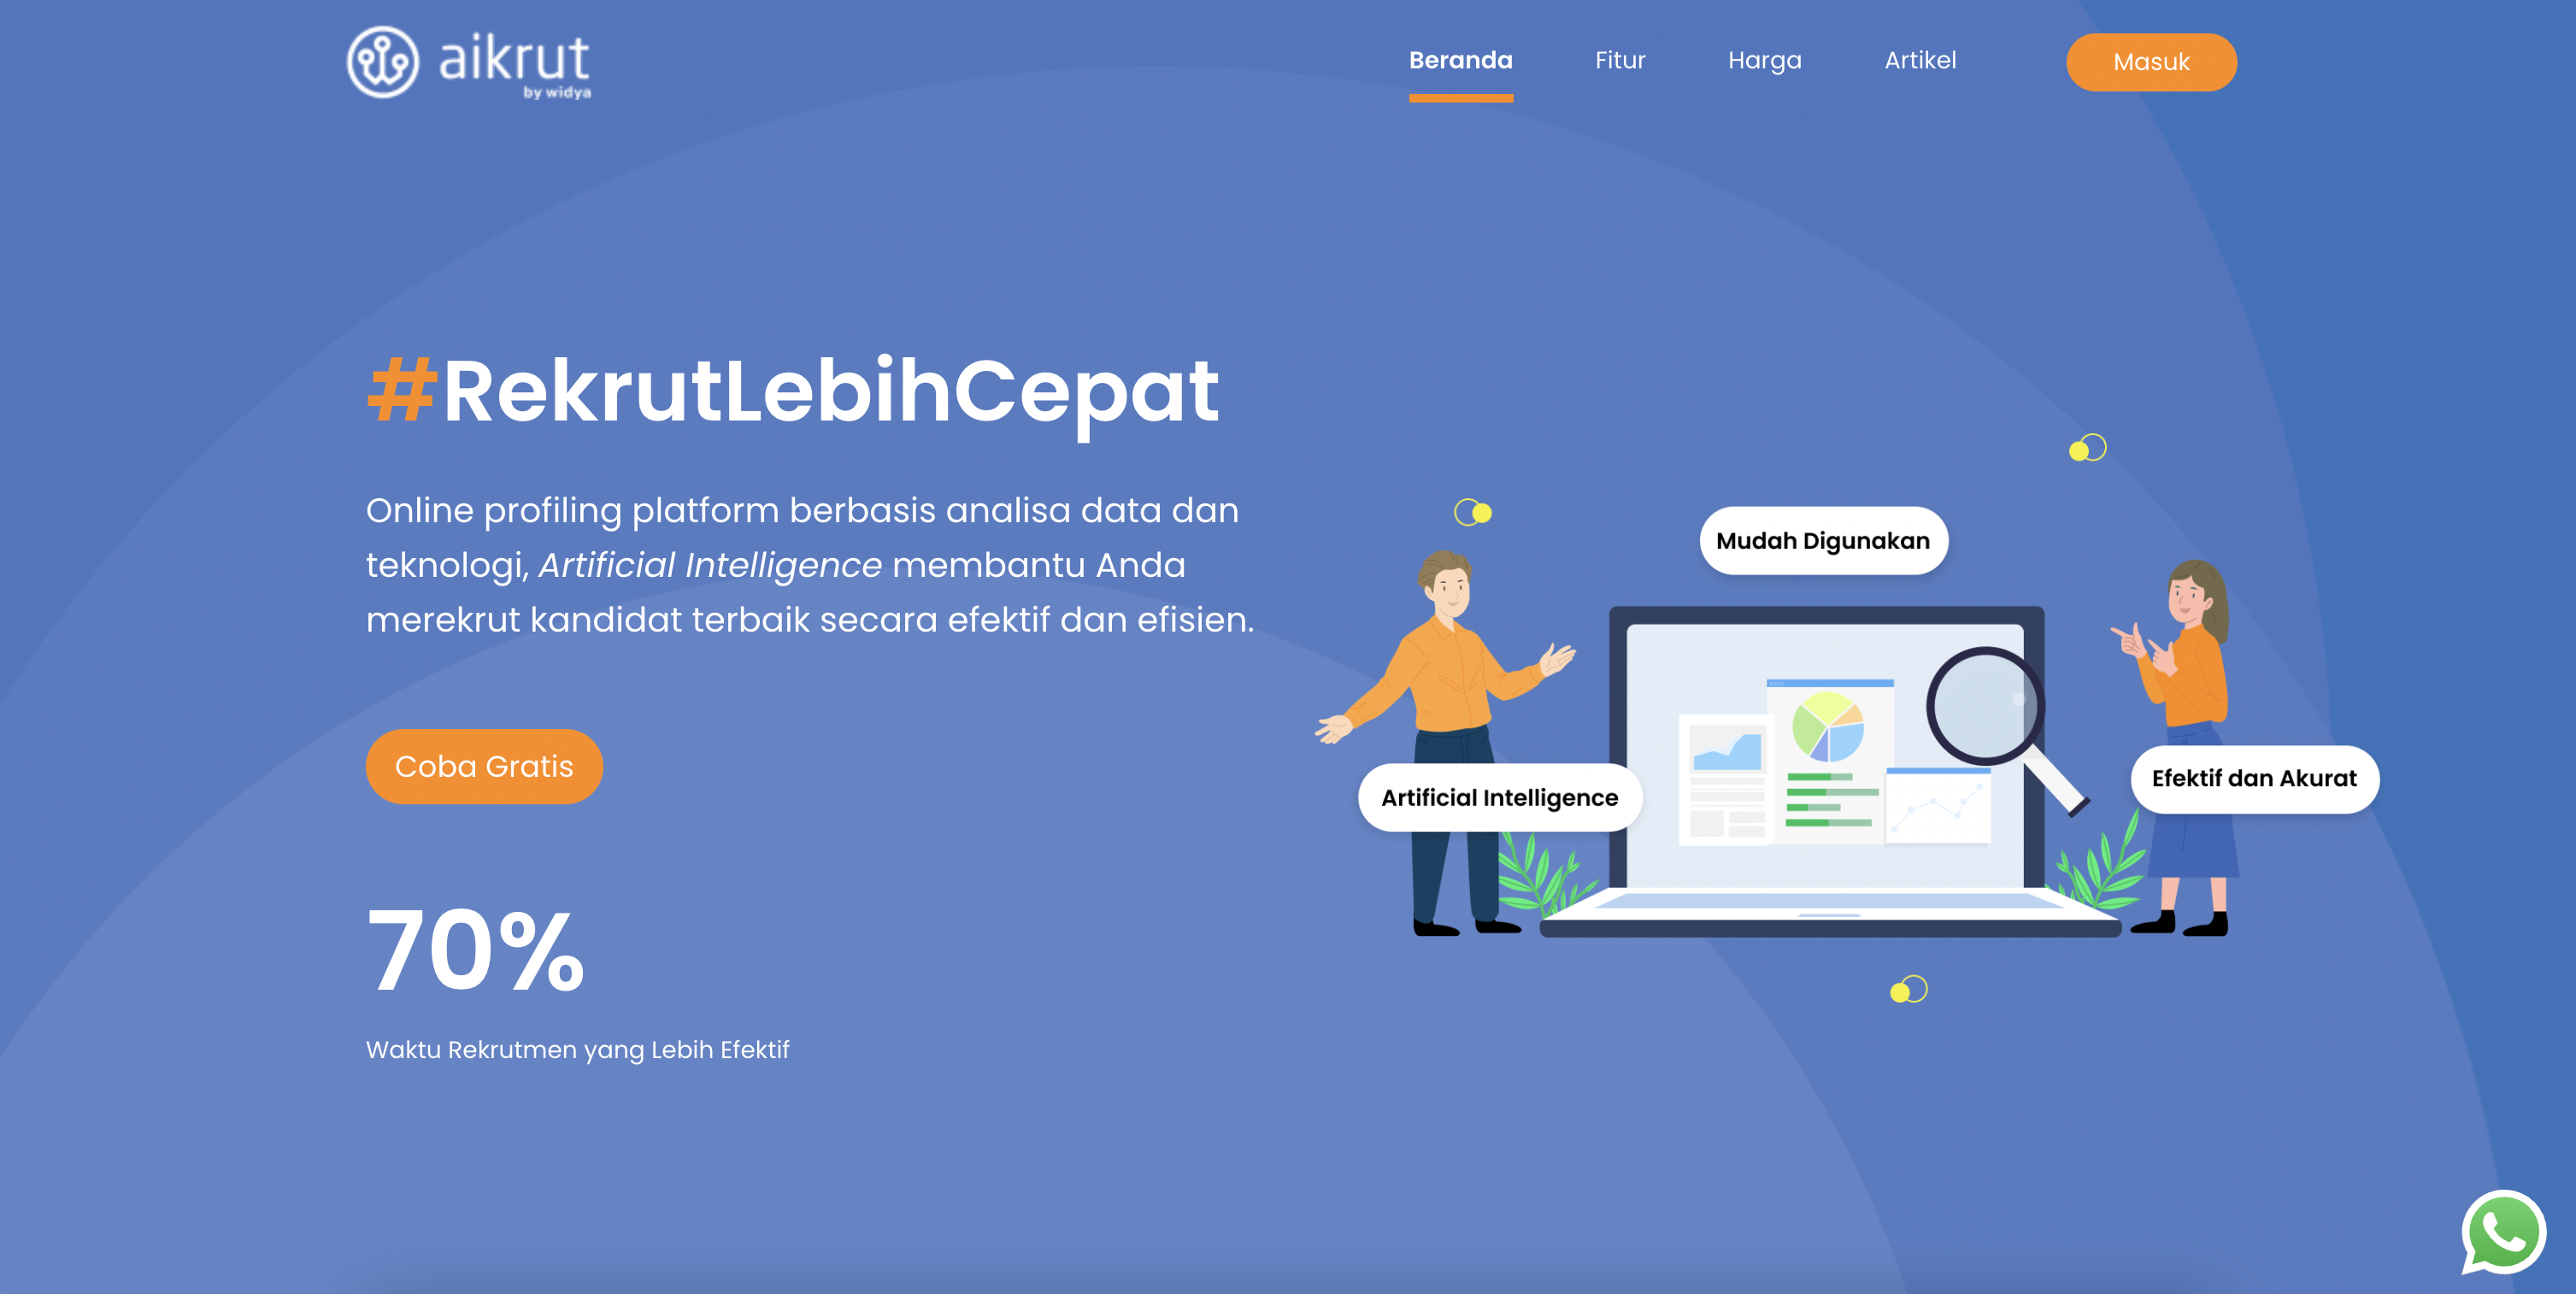 aikrut
by widya
Beranda
Fitur
Harga
Artikel
Masuk
#RekrutLebihCepat
Online profiling platform berbasis analisa data dan
teknologi, Artificial Intelligence membantu Anda
merekrut kandidat terbaik secara efektif dan efisien.
Coba Gratis
70%
Waktu Rekrutmen yang Lebih Efektif
Mudah Digunakan
Artificial Intelligence
Efektif dan Akurat